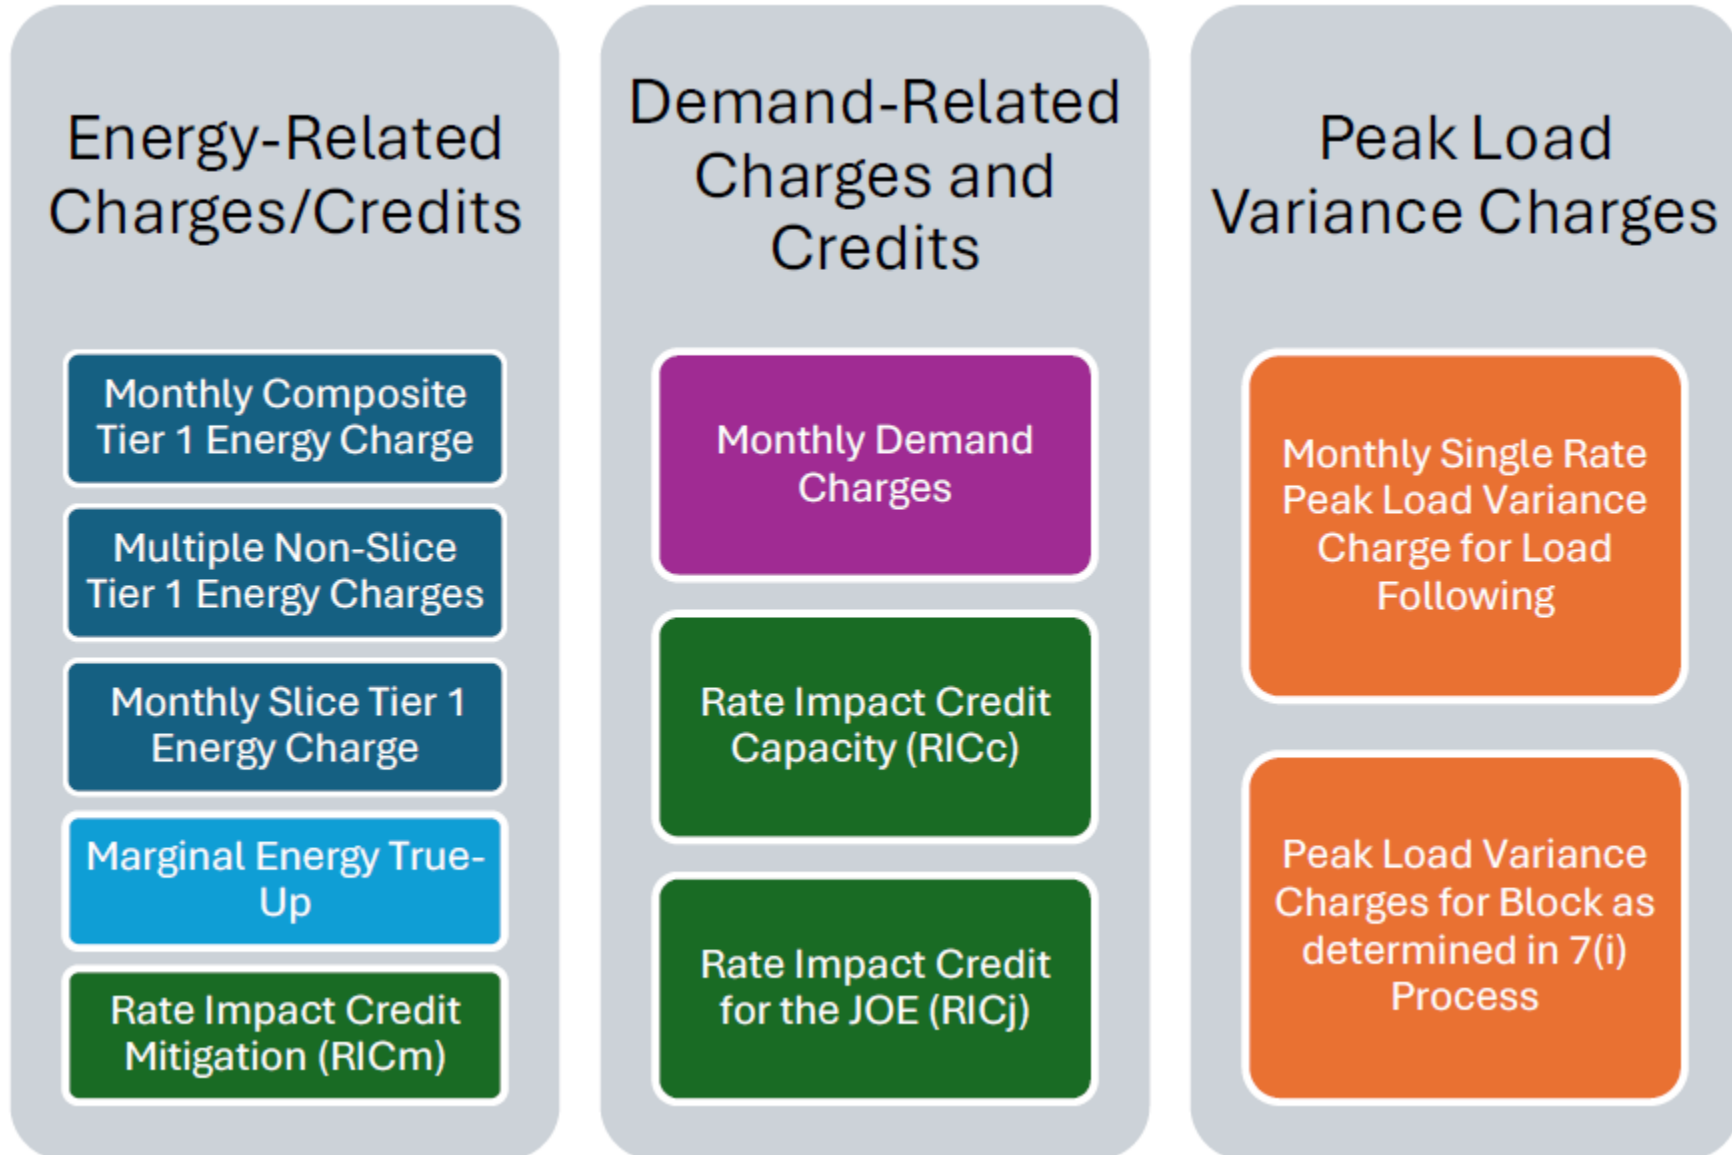 Energy-Related
Charges/Credits
Monthly Composite
Tier 1 Energy Charge
Multiple Non-Slice
Tier 1 Energy Charges
Monthly Slice Tier 1
Energy Charge
Marginal Energy True-
Up
Rate Impact Credit
Mitigation (RICm)
Demand-Related
Charges and
Credits
Monthly Demand
Charges
Rate Impact Credit
Capacity (RICc)
Rate Impact Credit
for the JOE (RICj)
Peak Load
Variance Charges
Monthly Single Rate
Peak Load Variance
Charge for Load
Following
Peak Load Variance
Charges for Block as
determined in 7(i)
Process